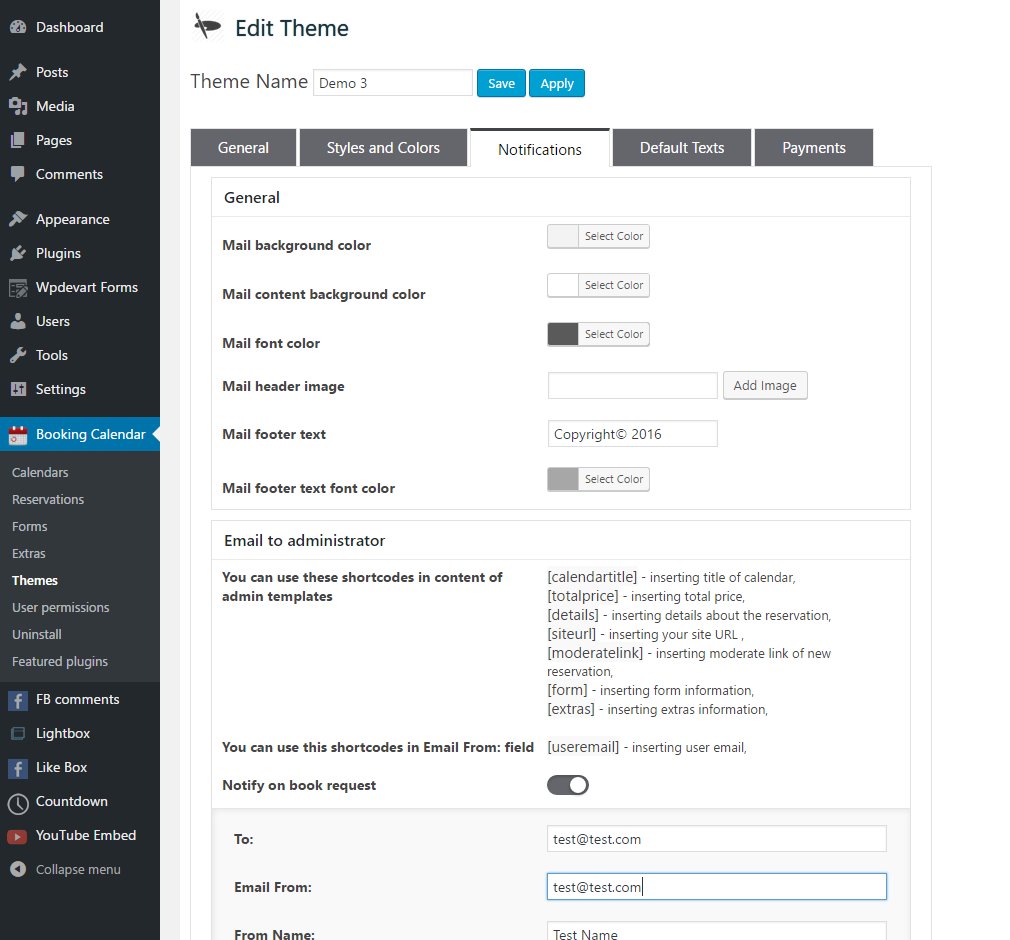 Dashboard
Posts
Media
Pages
Comments
Appearance
Plugins
Wpdevart Forms
Users
Tools
Settings
Booking Calendar
Calendars
Reservations
Forms
Extras
Themes
User permissions
Uninstall
Featured plugins
FB comments
Lightbox
Like Box
Countdown
YouTube Embed
Collapse menu
Edit Theme
Theme Name Demo 3 Save Apply
General Styles and Colors Notifications Default Texts Payments
General
Mail background color Select Color
Mail content background color Select Color
Mail font color Select Color
Mail header image Add Image
Mail footer text Copyright© 2016
Mail footer text font color Select Color
Email to administrator
You can use these shortcodes in content of
admin templates
[calendartitle] - inserting title of calendar,
[totalprice] - inserting total price,
[details] - inserting details about the reservation,
[siteurl] - inserting your site URL ,
[moderatelink] - inserting moderate link of new
reservation,
[form] - inserting form information,
[extras] - inserting extras information,
You can use this shortcodes in Email From: field [useremail] - inserting user email,
Notify on book request
To: test@test.com
Email From: test@test.com
From Name: Test Name